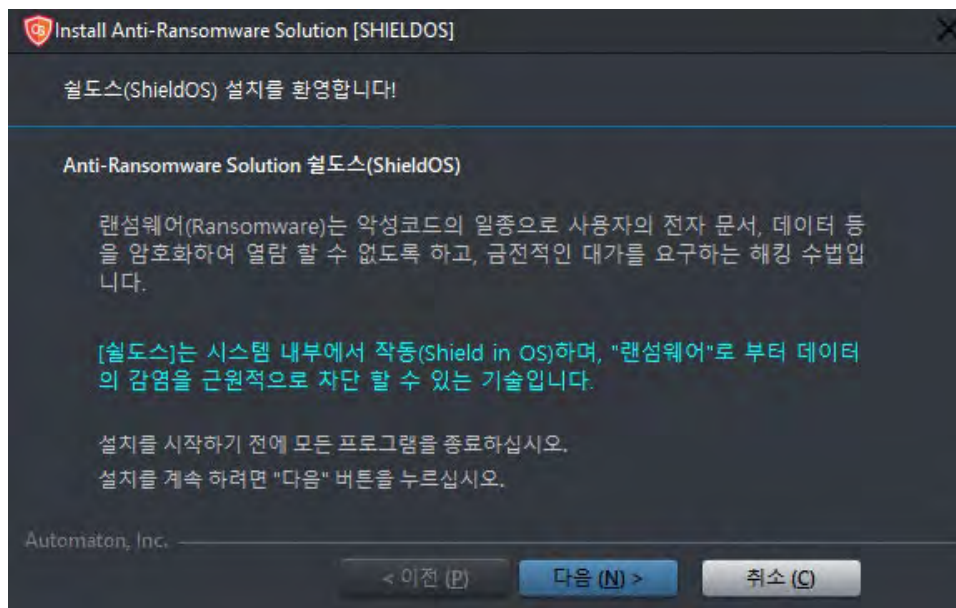 Install Anti-Ransomware Solution [SHIELDOS]
쉴도스(ShieldOS) 설치를 환영합니다!
Anti-Ransomware Solution 쉴도스(ShieldOS)
랜섬웨어(Ransomware)는 악성코드의 일종으로 사용자의 전자 문서, 데이터 등
을 암호화하여 열람 할 수 없도록 하고, 금전적인 대가를 요구하는 해킹 수법입
니다.
[쉴도스]는 시스템 내부에서 작동(Shield in OS)하며, "랜섬웨어"로 부터 데이터
의 감염을 근원적으로 차단 할 수 있는 기술입니다.
설치를 시작하기 전에 모든 프로그램을 종료하십시오.
설치를 계속 하려면 "다음" 버튼을 누르십시오.
Automaton, Inc.
< 이전 (P) 다음 (N) > 취소 (C)